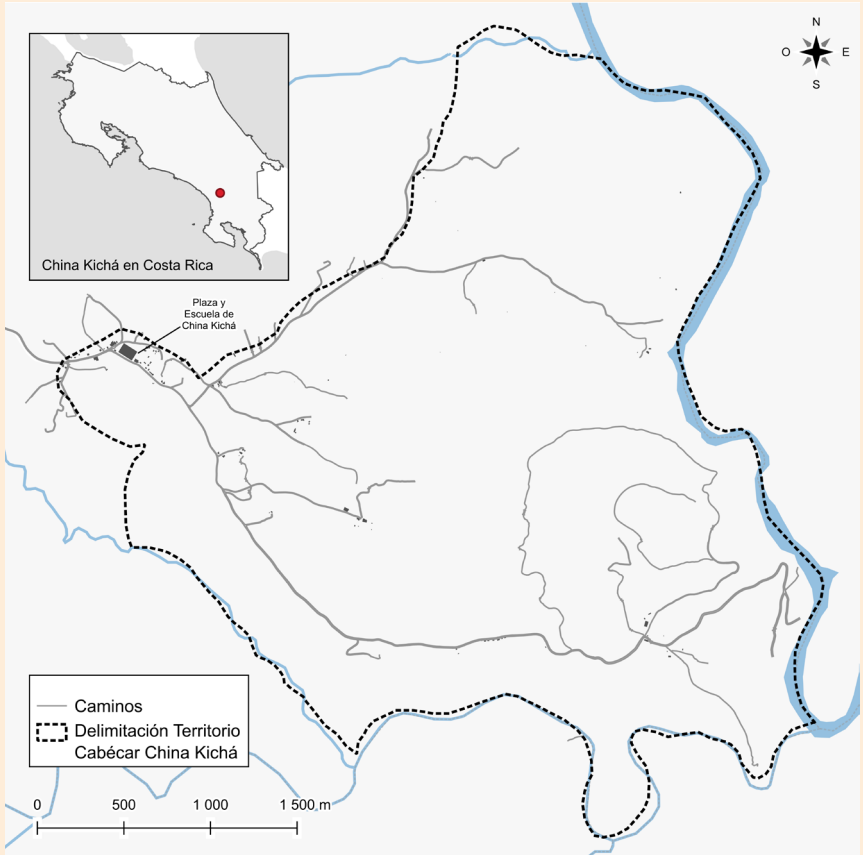 N
O
E
S
China Kichá en Costa Rica
Plaza y
Escuela de
China Kichá
Caminos
Delimitación Territorio
Cabécar China Kichá
0 500 1 000 1 500 m